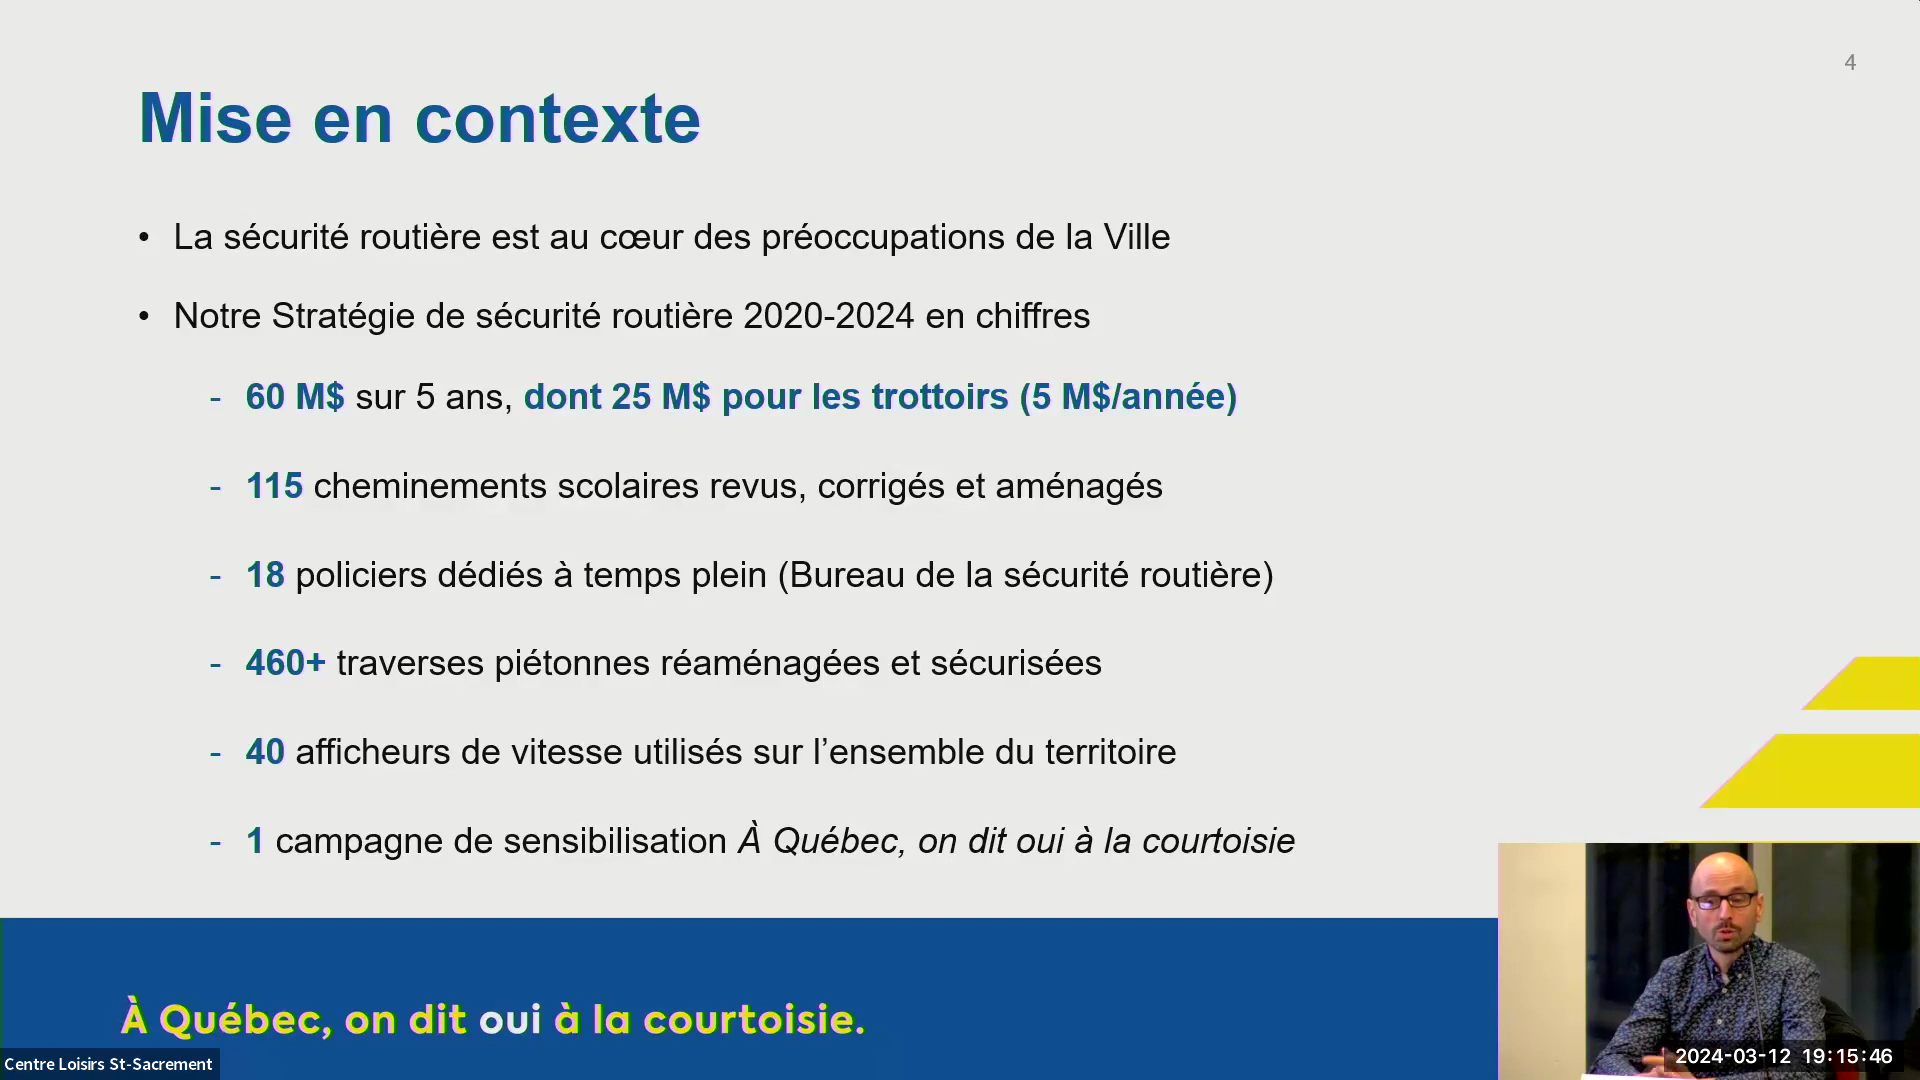 4
Mise en contexte
• La sécurité routière est au cœur des préoccupations de la Ville
• Notre Stratégie de sécurité routière 2020-2024 en chiffres
- 60 M$ sur 5 ans, dont 25 M$ pour les trottoirs (5 M$/année)
- 115 cheminements scolaires revus, corrigés et aménagés
- 18 policiers dédiés à temps plein (Bureau de la sécurité routière)
- 460+ traverses piétonnes réaménagées et sécurisées
- 40 afficheurs de vitesse utilisés sur l’ensemble du territoire
- 1 campagne de sensibilisation À Québec, on dit oui à la courtoisie
À Québec, on dit oui à la courtoisie.
Centre Loisirs St-Sacrement
2024-03-12 19:15:46